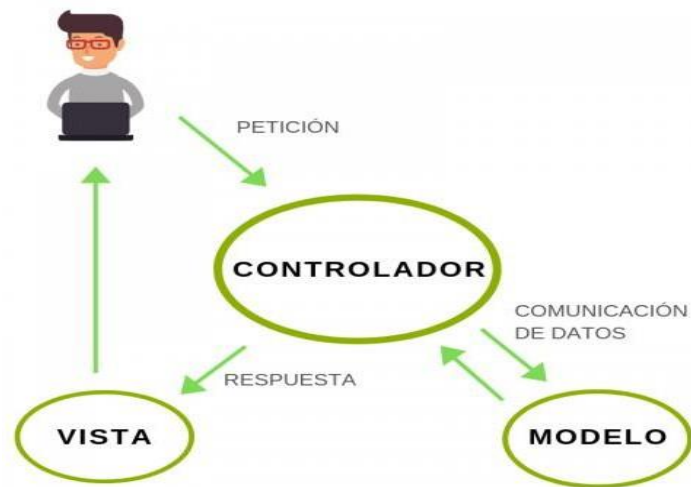 PETICIÓN
CONTROLADOR
COMUNICACIÓN
DE DATOS
RESPUESTA
VISTA
MODELO